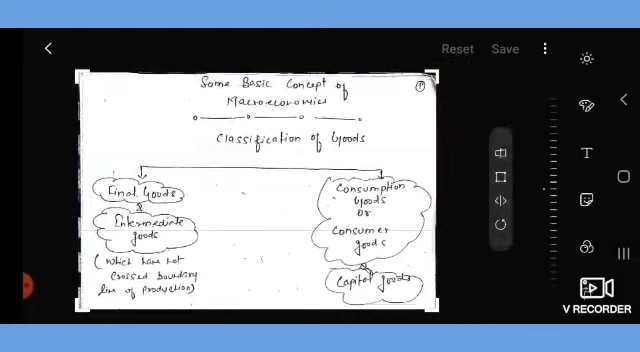 Reset Save
Some Basic Concept of
Macroeconomics
Classification of Goods
Final Goods
&
Intermediate
goods
( which have not
crossed boundary
line of production)
Consumption
Goods
or
Consumer
goods
&
Capital goods
V RECORDER